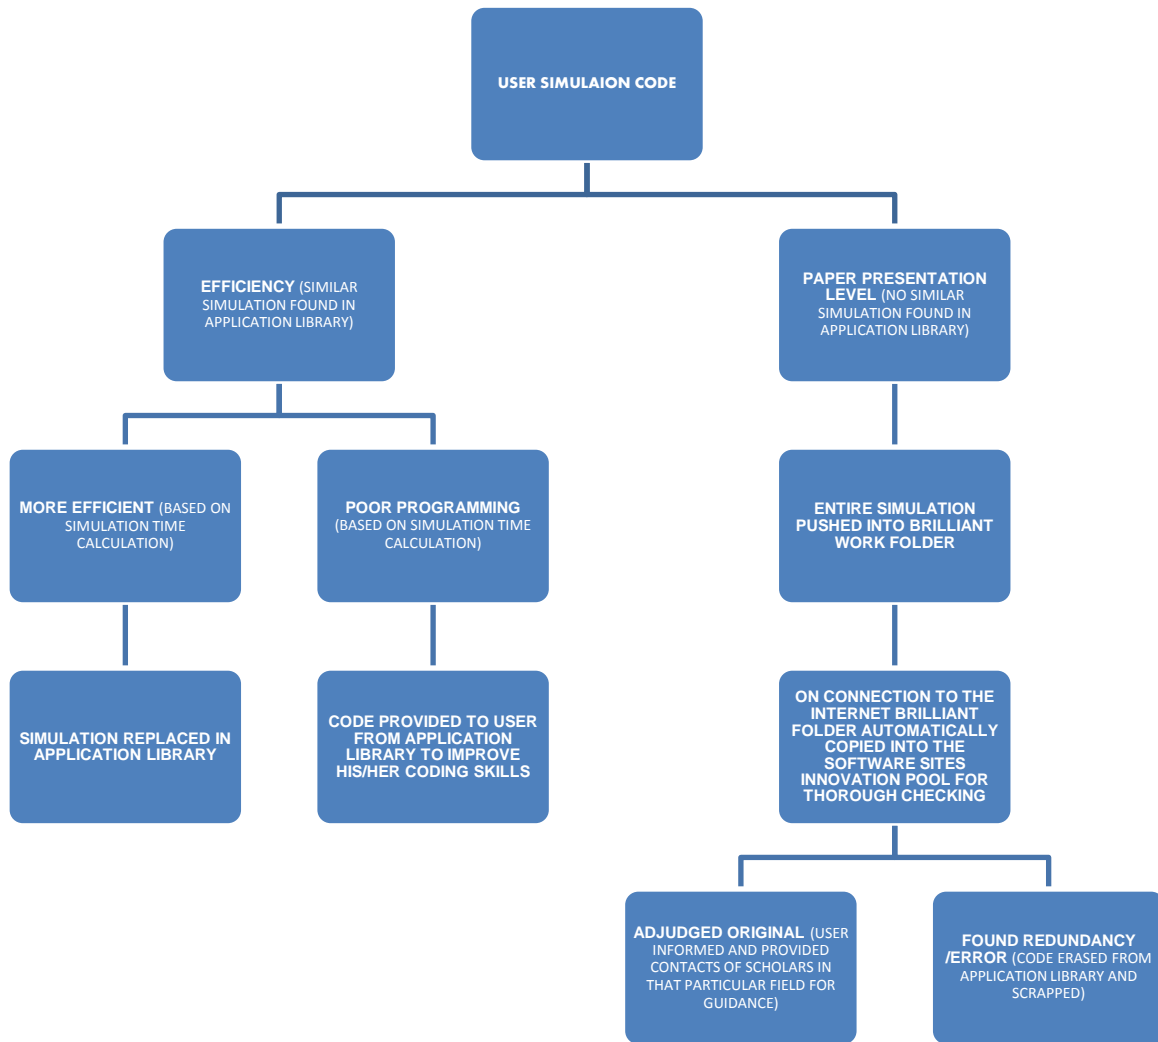 USER SIMULAION CODE
EFFICIENCY (SIMILAR
SIMULATION FOUND IN
APPLICATION LIBRARY)
PAPER PRESENTATION
LEVEL (NO SIMILAR
SIMULATION FOUND IN
APPLICATION LIBRARY)
MORE EFFICIENT (BASED ON
SIMULATION TIME
CALCULATION)
POOR PROGRAMMING
(BASED ON SIMULATION TIME
CALCULATION)
ENTIRE SIMULATION
PUSHED INTO BRILLIANT
WORK FOLDER
SIMULATION REPLACED IN
APPLICATION LIBRARY
CODE PROVIDED TO USER
FROM APPLICATION
LIBRARY TO IMPROVE
HIS/HER CODING SKILLS
ON CONNECTION TO THE
INTERNET BRILLIANT
FOLDER AUTOMATICALLY
COPIED INTO THE
SOFTWARE SITES
INNOVATION POOL FOR
THOROUGH CHECKING
ADJUDGED ORIGINAL (USER
INFORMED AND PROVIDED
CONTACTS OF SCHOLARS IN
THAT PARTICULAR FIELD FOR
GUIDANCE)
FOUND REDUNDANCY
/ERROR (CODE ERASED FROM
APPLICATION LIBRARY AND
SCRAPPED)